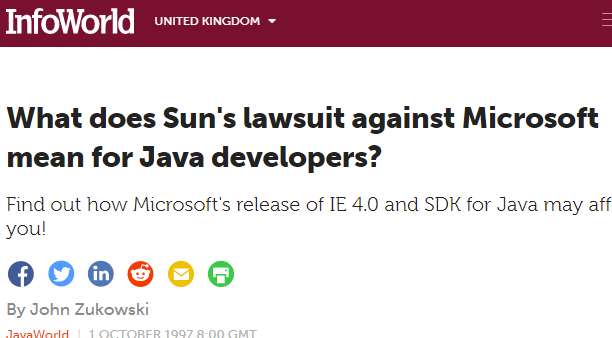 InfoWorld UNITED KINGDOM
What does Sun's lawsuit against Microsoft
mean for Java developers?
Find out how Microsoft's release of IE 4.0 and SDK for Java may aff
you!
By John Zukowski
JavaWorld | 1 OCTOBER 1997 8:00 GMT